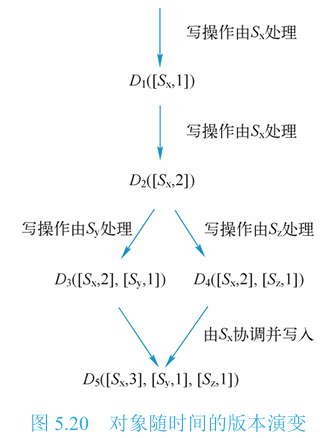 写操作由Sx处理
D1([Sx,1])
写操作由Sx处理
D2([Sx,2])
写操作由Sy处理
写操作由Sz处理
D3([Sx,2], [Sy,1])
D4([Sx,2], [Sz,1])
由Sx协调并写入
D5([Sx,3], [Sy,1], [Sz,1])
图 5.20 对象随时间的版本演变